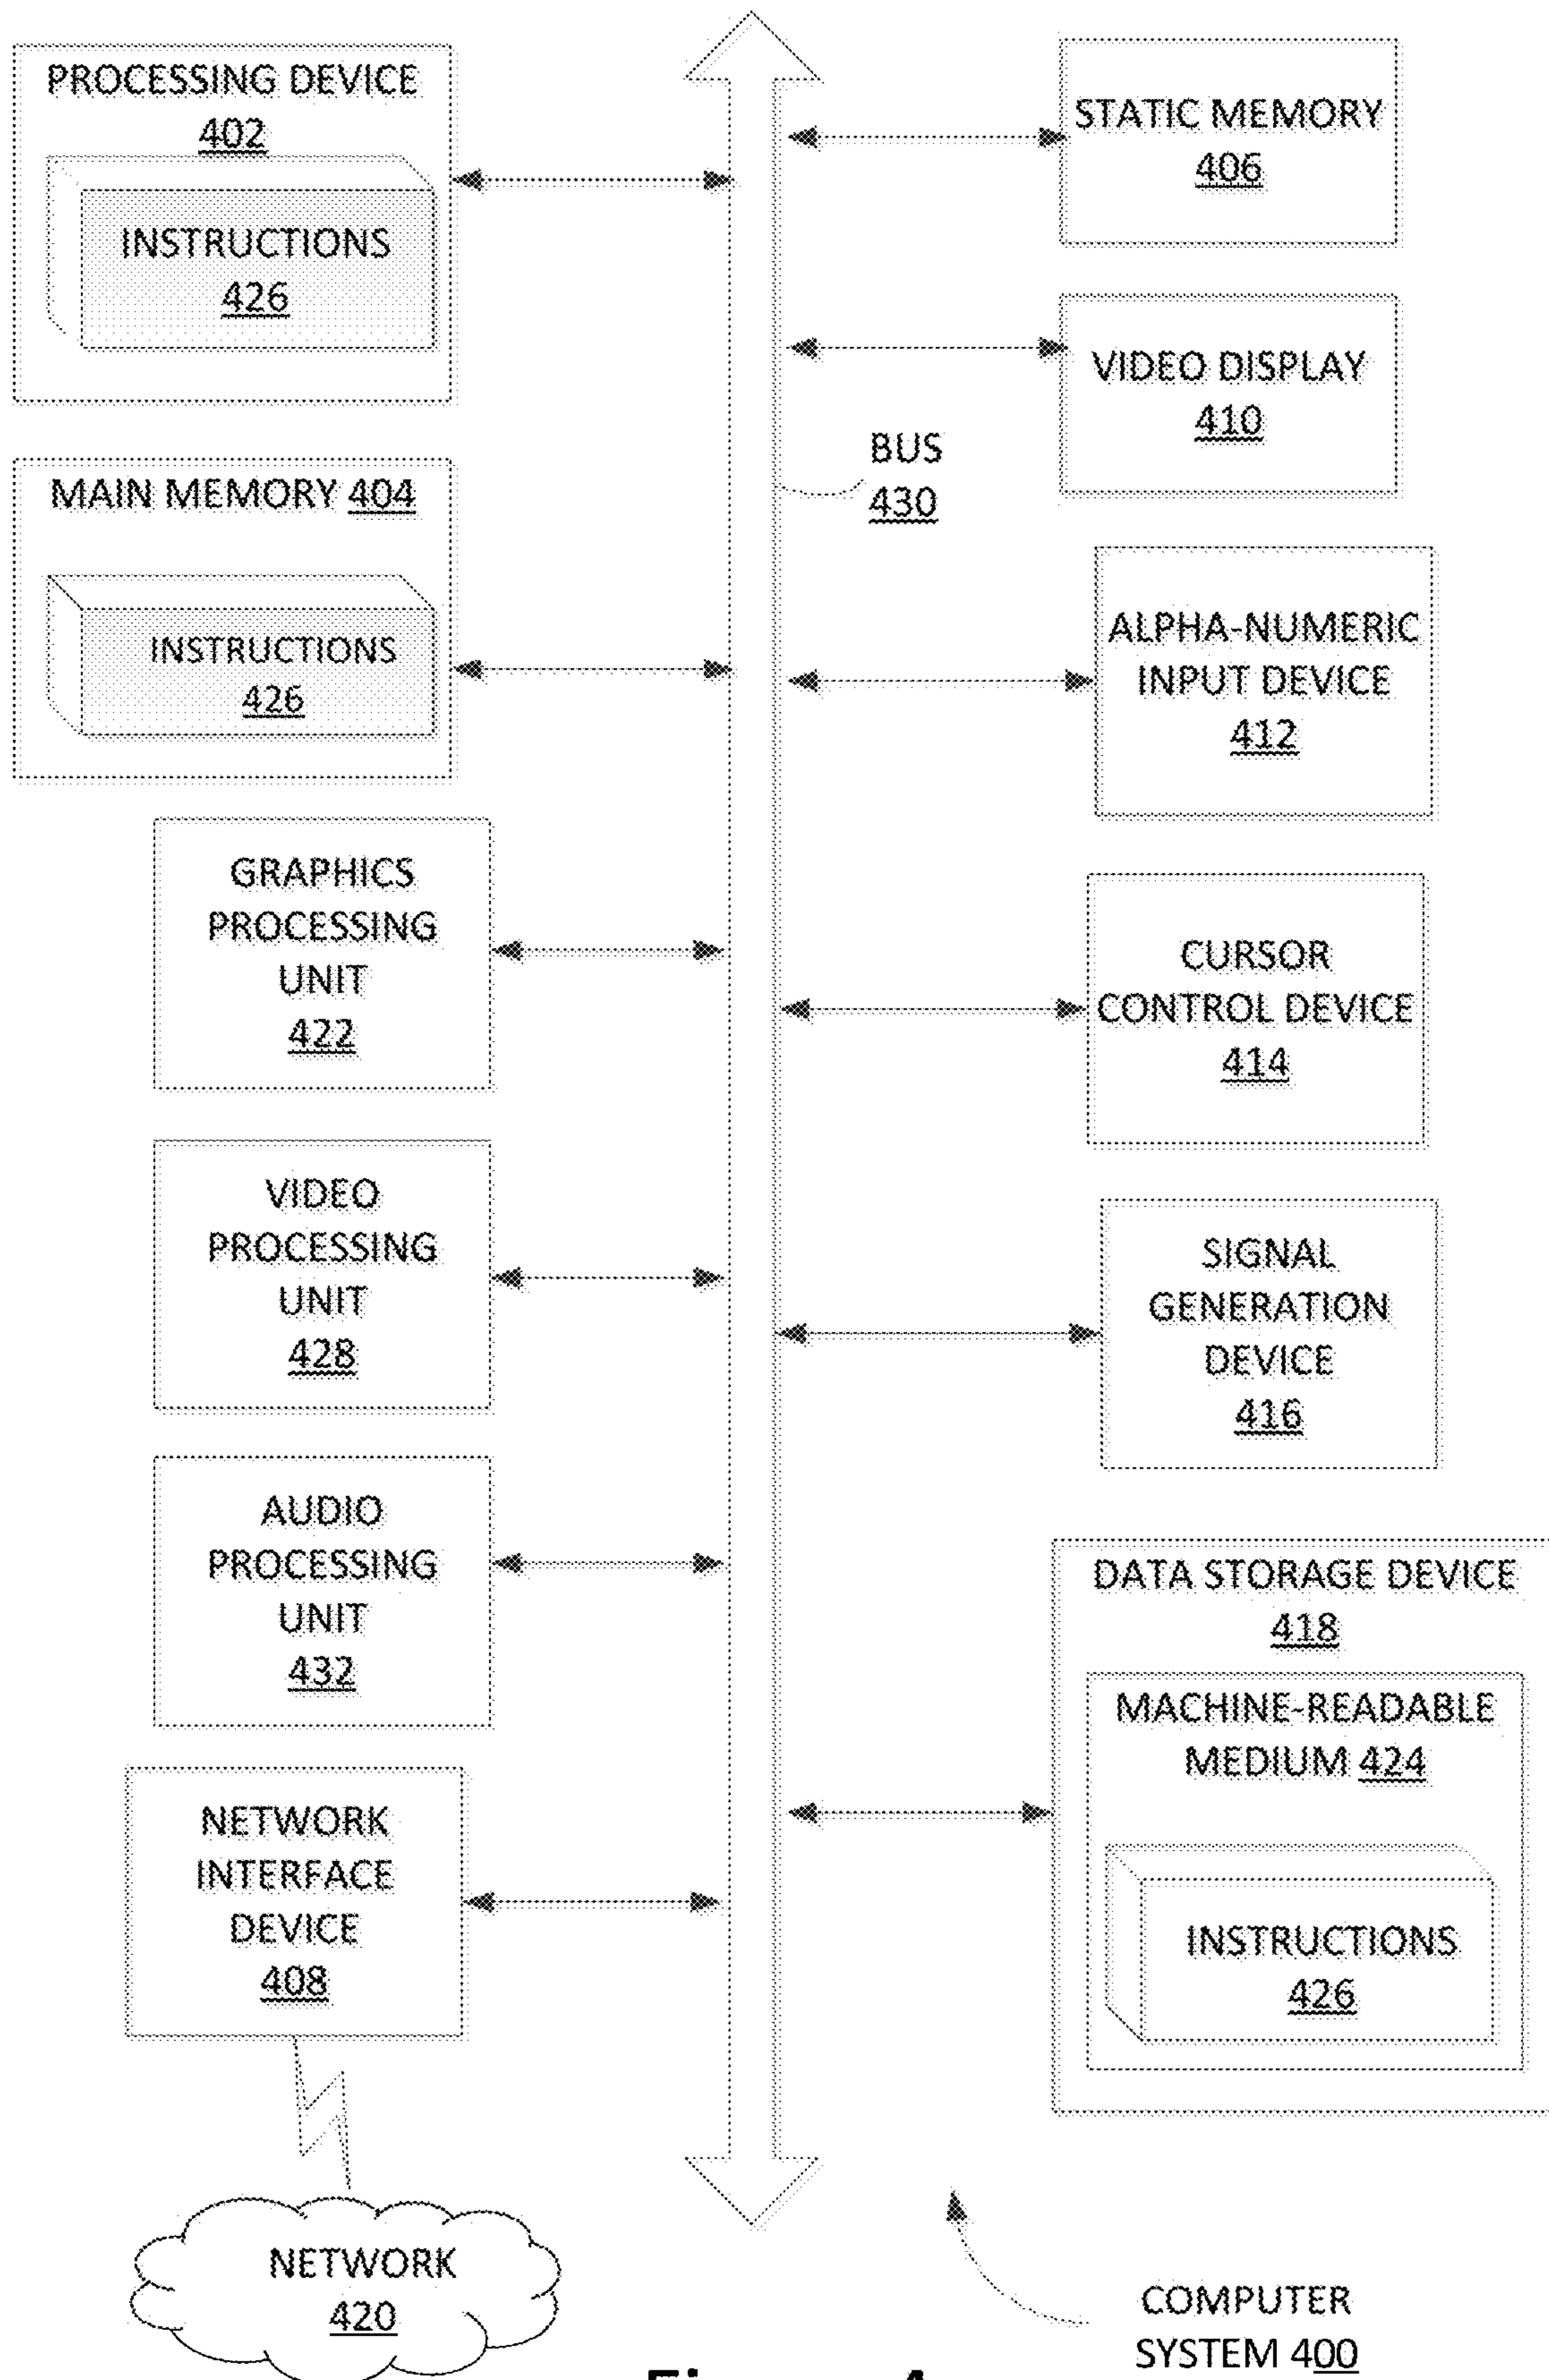 PROCESSING DEVICE
402
INSTRUCTIONS
426
MAIN MEMORY 404
INSTRUCTIONS
426
GRAPHICS
PROCESSING
UNIT
422
VIDEO
PROCESSING
UNIT
428
AUDIO
PROCESSING
UNIT
432
NETWORK
INTERFACE
DEVICE
408
NETWORK
420
BUS
430
STATIC MEMORY
406
VIDEO DISPLAY
410
ALPHA-NUMERIC
INPUT DEVICE
412
CURSOR
CONTROL DEVICE
414
SIGNAL
GENERATION
DEVICE
416
DATA STORAGE DEVICE
418
MACHINE-READABLE
MEDIUM 424
INSTRUCTIONS
426
COMPUTER
SYSTEM 400